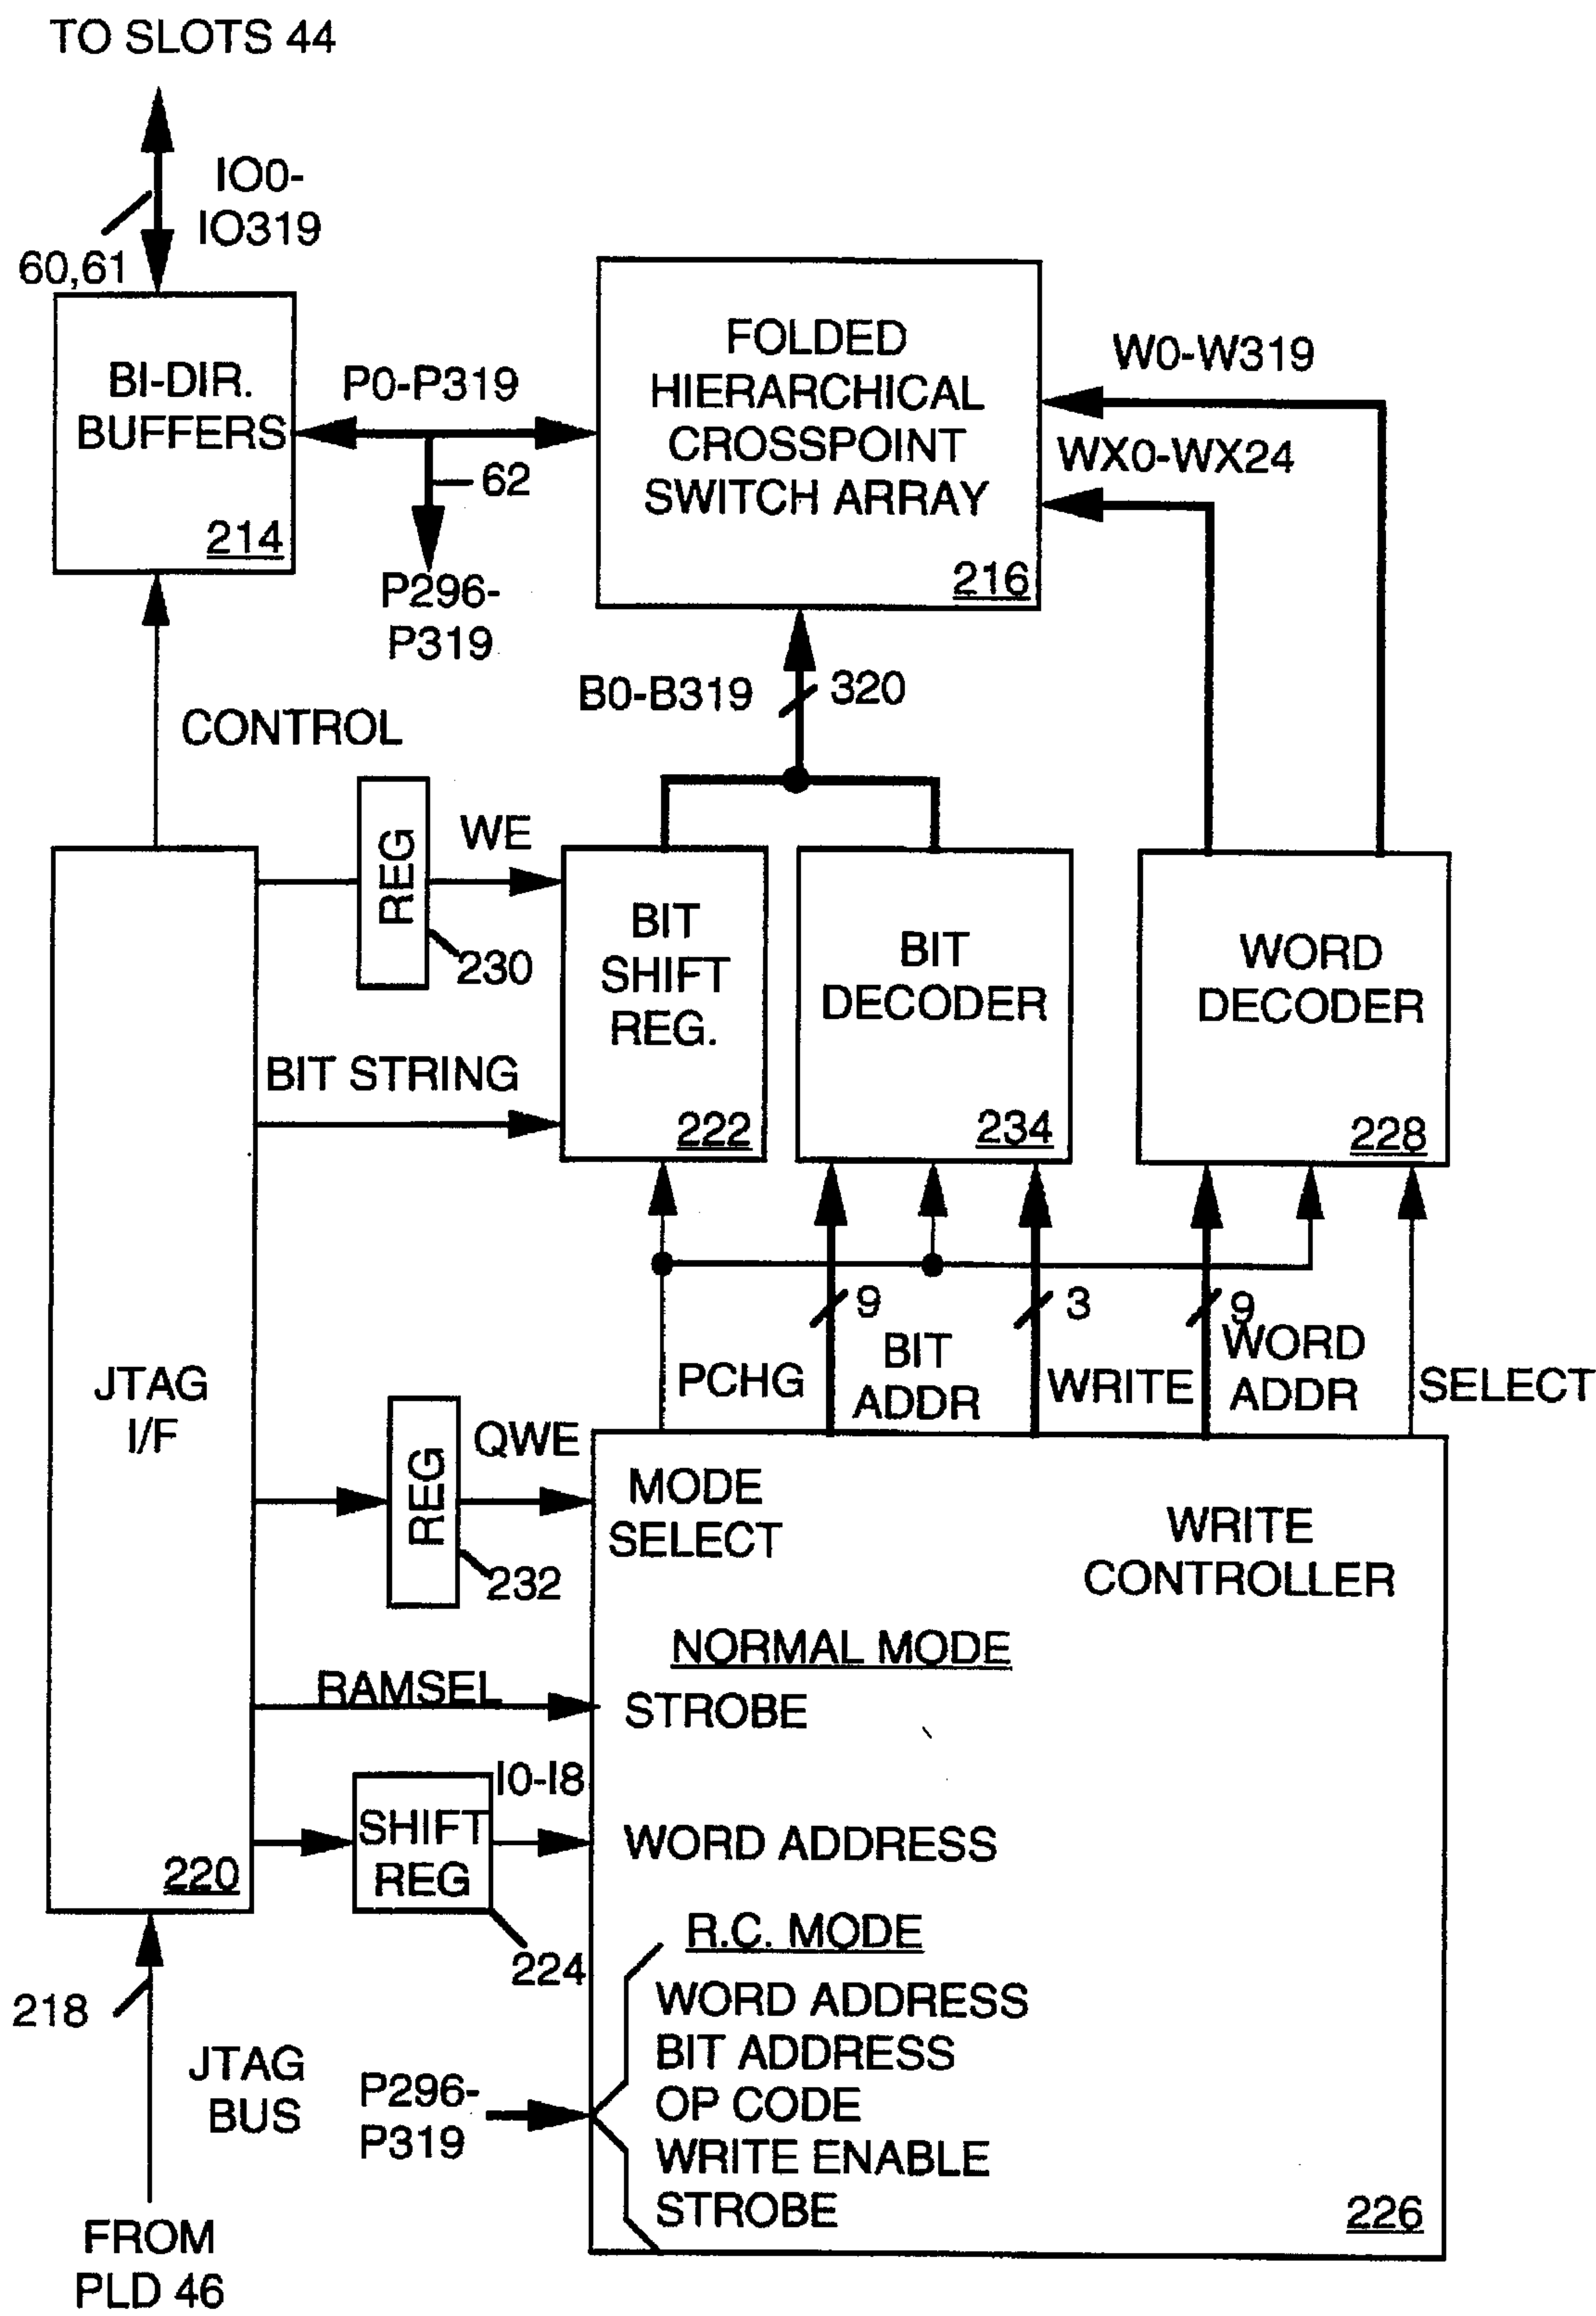 TO SLOTS 44
IO0-
IO319
60,61
BI-DIR.
BUFFERS
214
P0-P319
62
P296-
P319
FOLDED
HIERARCHICAL
CROSSPOINT
SWITCH ARRAY
216
W0-W319
WX0-WX24
B0-B319
320
CONTROL
REG
WE
230
BIT
SHIFT
REG.
222
BIT
DECODER
234
WORD
DECODER
228
BIT STRING
JTAG
I/F
220
PCHG
9
BIT
ADDR
3
WRITE
9
WORD
ADDR
SELECT
REG
QWE
232
MODE
SELECT
WRITE
CONTROLLER
NORMAL MODE
RAMSEL
STROBE
I0-I8
SHIFT
REG
224
WORD ADDRESS
R.C. MODE
WORD ADDRESS
BIT ADDRESS
OP CODE
WRITE ENABLE
STROBE
226
P296-
P319
218
JTAG
BUS
FROM
PLD 46